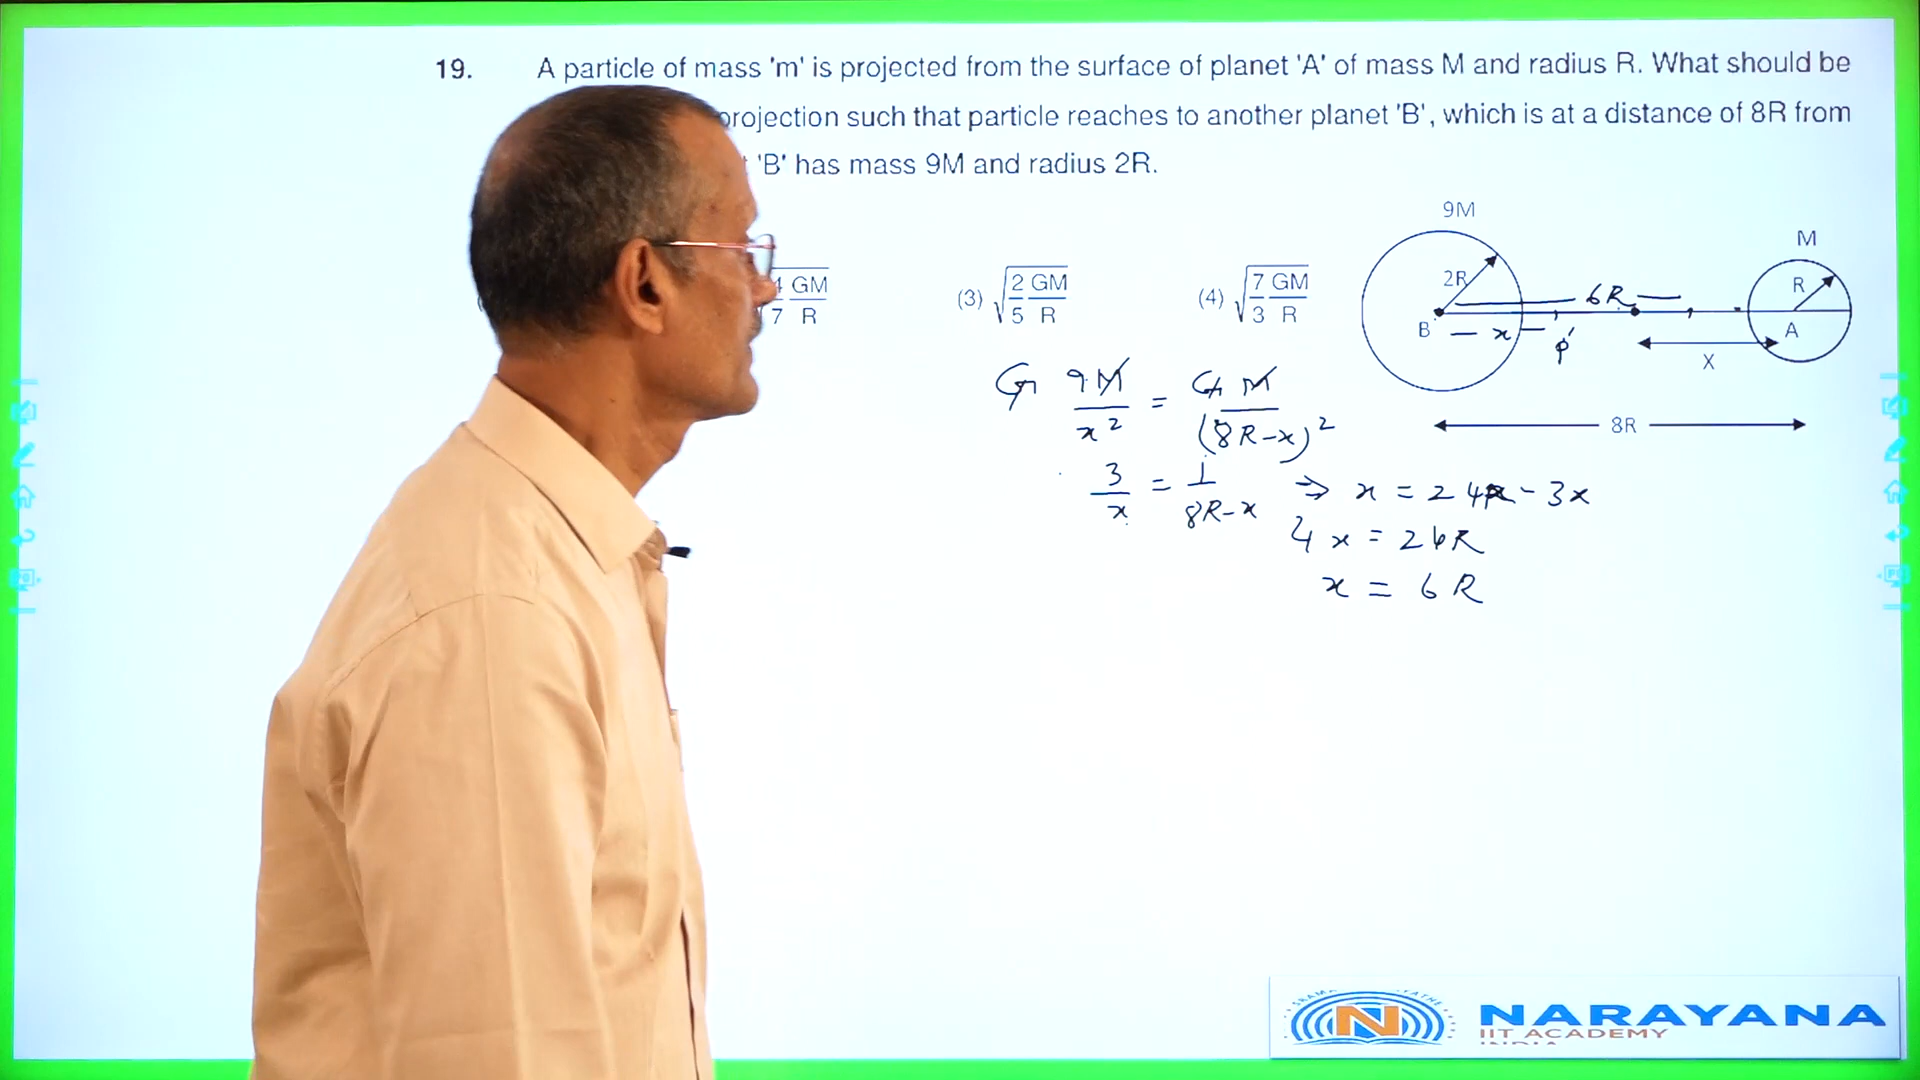 19. A particle of mass 'm' is projected from the surface of planet 'A' of mass M and radius R. What should be
projection such that particle reaches to another planet 'B', which is at a distance of 8R from
'B' has mass 9M and radius 2R.
9M
M
2R
R
6R
B
x
A
X
8R
4/7 GM/R
(3) √(2/5 GM/R)
(4) √(7/3 GM/R)
G 9M/x² = GM/(8R-x)²
3/x = 1/(8R-x) ⇒ x = 24R - 3x
4x = 24R
x = 6R
NARAYANA
IIT ACADEMY
INDIA